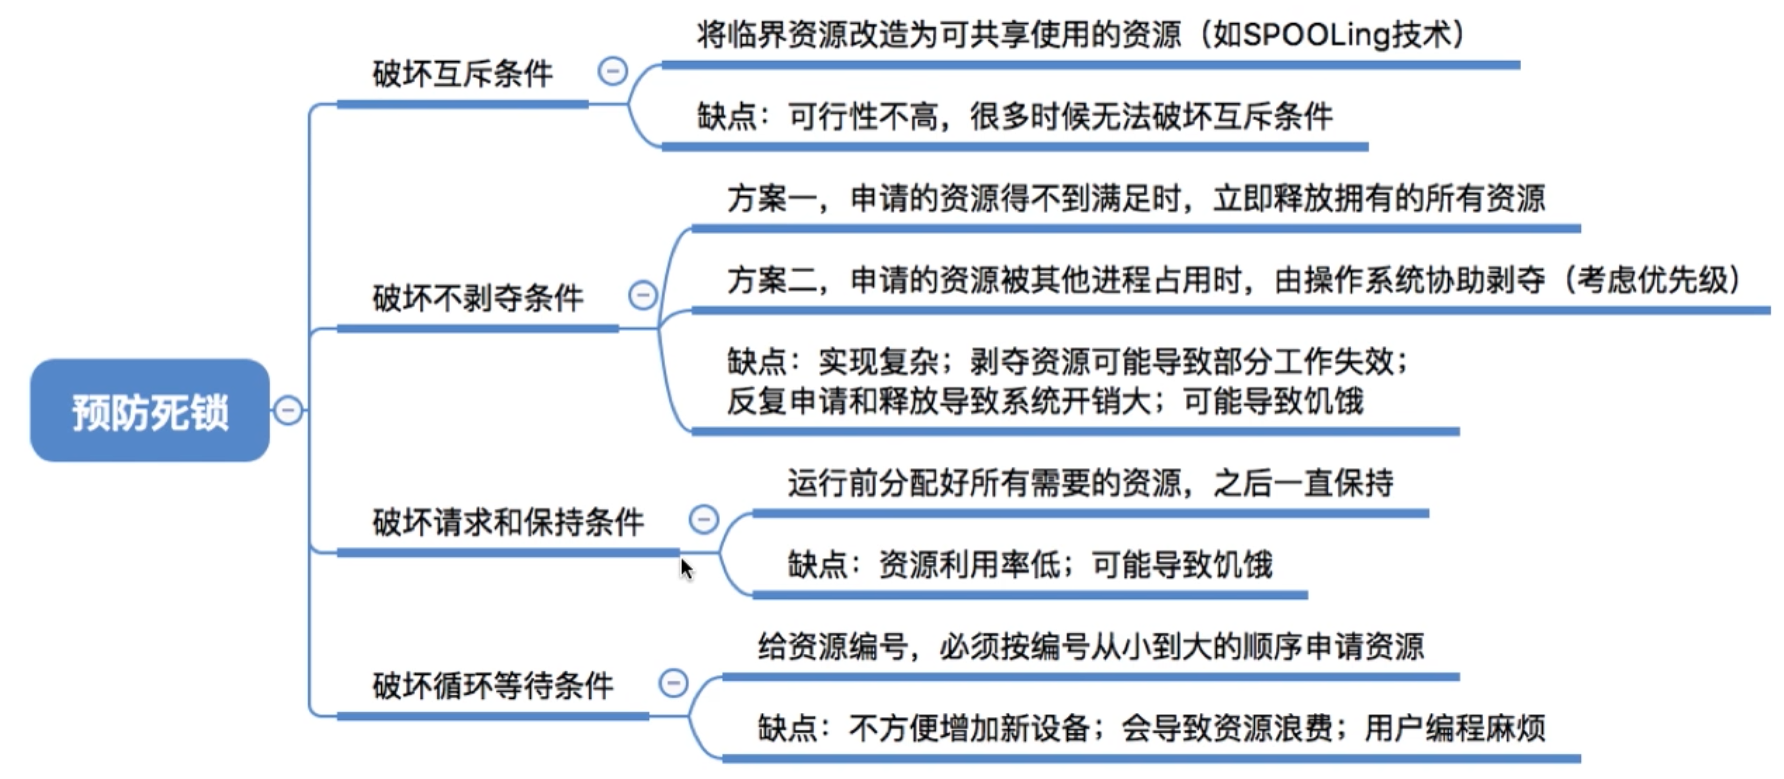 将临界资源改造为可共享使用的资源（如SPOOLing技术）
破坏互斥条件
缺点：可行性不高，很多时候无法破坏互斥条件
方案一，申请的资源得不到满足时，立即释放拥有的所有资源
方案二，申请的资源被其他进程占用时，由操作系统协助剥夺（考虑优先级）
破坏不剥夺条件
缺点：实现复杂；剥夺资源可能导致部分工作失效；
反复申请和释放导致系统开销大；可能导致饥饿
预防死锁
运行前分配好所有需要的资源，之后一直保持
破坏请求和保持条件
缺点：资源利用率低；可能导致饥饿
给资源编号，必须按编号从小到大的顺序申请资源
破坏循环等待条件
缺点：不方便增加新设备；会导致资源浪费；用户编程麻烦